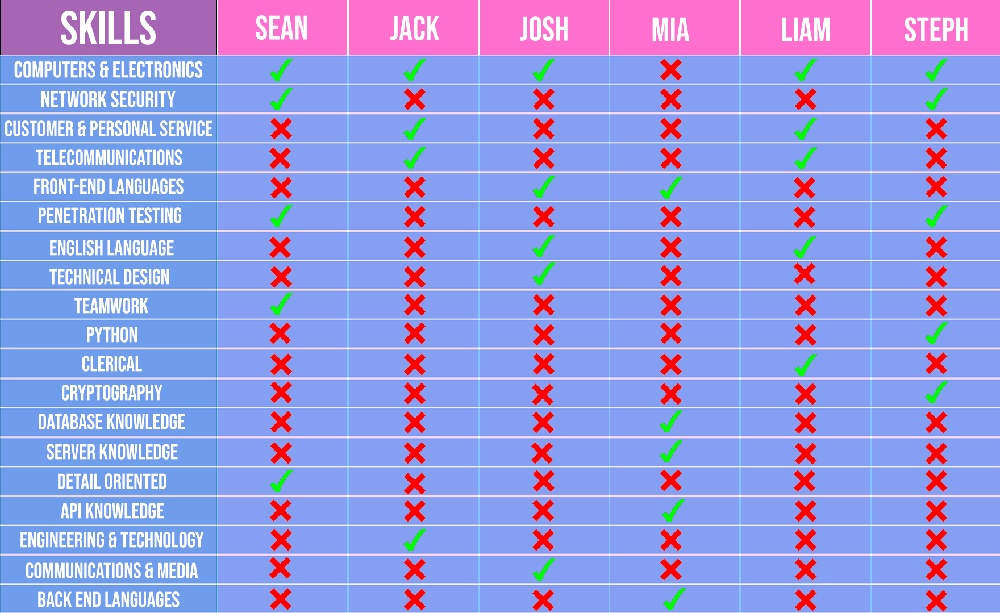 SKILLS SEAN JACK JOSH MIA LIAM STEPH
COMPUTERS & ELECTRONICS
NETWORK SECURITY
CUSTOMER & PERSONAL SERVICE
TELECOMMUNICATIONS
FRONT-END LANGUAGES
PENETRATION TESTING
ENGLISH LANGUAGE
TECHNICAL DESIGN
TEAMWORK
PYTHON
CLERICAL
CRYPTOGRAPHY
DATABASE KNOWLEDGE
SERVER KNOWLEDGE
DETAIL ORIENTED
API KNOWLEDGE
ENGINEERING & TECHNOLOGY
COMMUNICATIONS & MEDIA
BACK END LANGUAGES